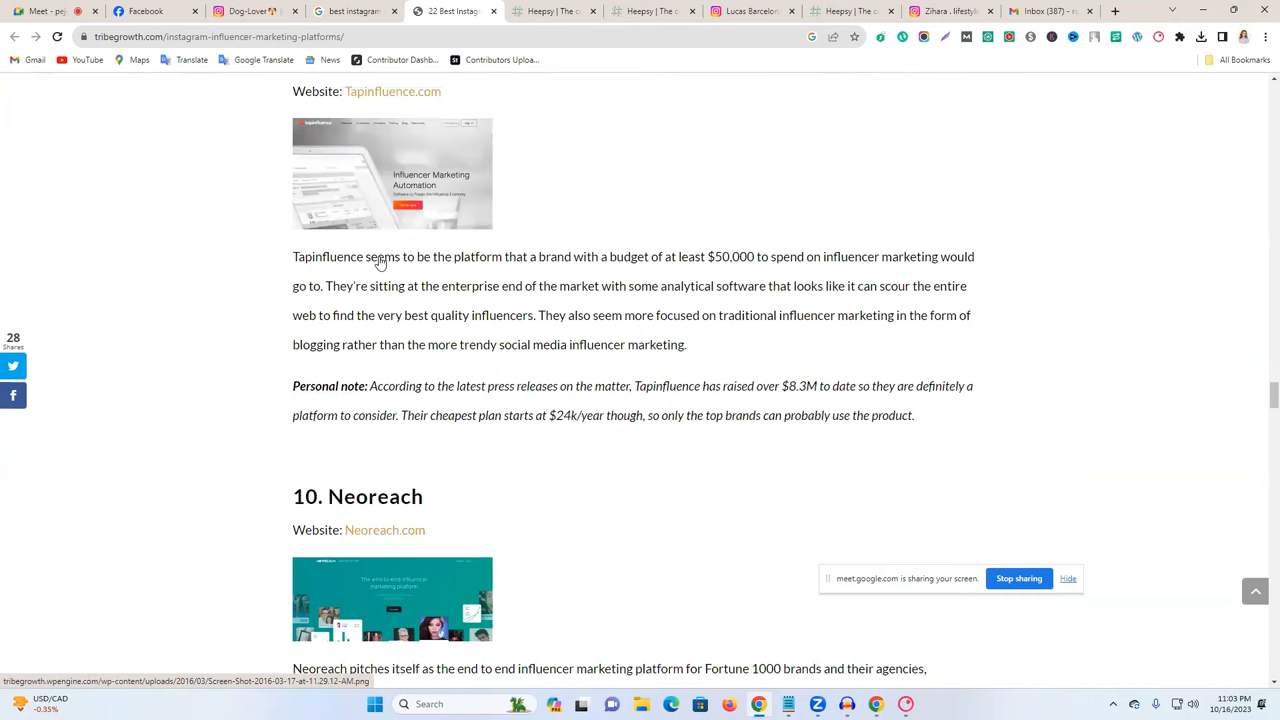 Meet - pej
Facebook
Dog-Lover
best instagram
22 Best Instag
Heepsy | The c
Heepsy | The c
Lucas Barcelon
Heepsy | The c
Zihara . lifestyle
Inbox (387) - r
tribegrowth.com/instagram-influencer-marketing-platforms/
Gmail
YouTube
Maps
Translate
Google Translate
News
Contributor Dashb...
Contributors Uploa...
All Bookmarks
Website: Tapinfluence.com
tapinfluence
Influencer Marketing
Automation
Tapinfluence seems to be the platform that a brand with a budget of at least $50,000 to spend on influencer marketing would
go to. They're sitting at the enterprise end of the market with some analytical software that looks like it can scour the entire
web to find the very best quality influencers. They also seem more focused on traditional influencer marketing in the form of
blogging rather than the more trendy social media influencer marketing.
28
Shares
Personal note: According to the latest press releases on the matter, Tapinfluence has raised over $8.3M to date so they are definitely a
platform to consider. Their cheapest plan starts at $24k/year though, so only the top brands can probably use the product.
10. Neoreach
Website: Neoreach.com
The end-to-end influencer
marketing platform
meet.google.com is sharing your screen.
Stop sharing
Hide
Neoreach pitches itself as the end to end influencer marketing platform for Fortune 1000 brands and their agencies,
tribegrowth.wpengine.com/wp-content/uploads/2016/03/Screen-Shot-2016-03-17-at-11.29.12-AM.png
USD/CAD
-0.35%
Search
11:03 PM
10/16/2023